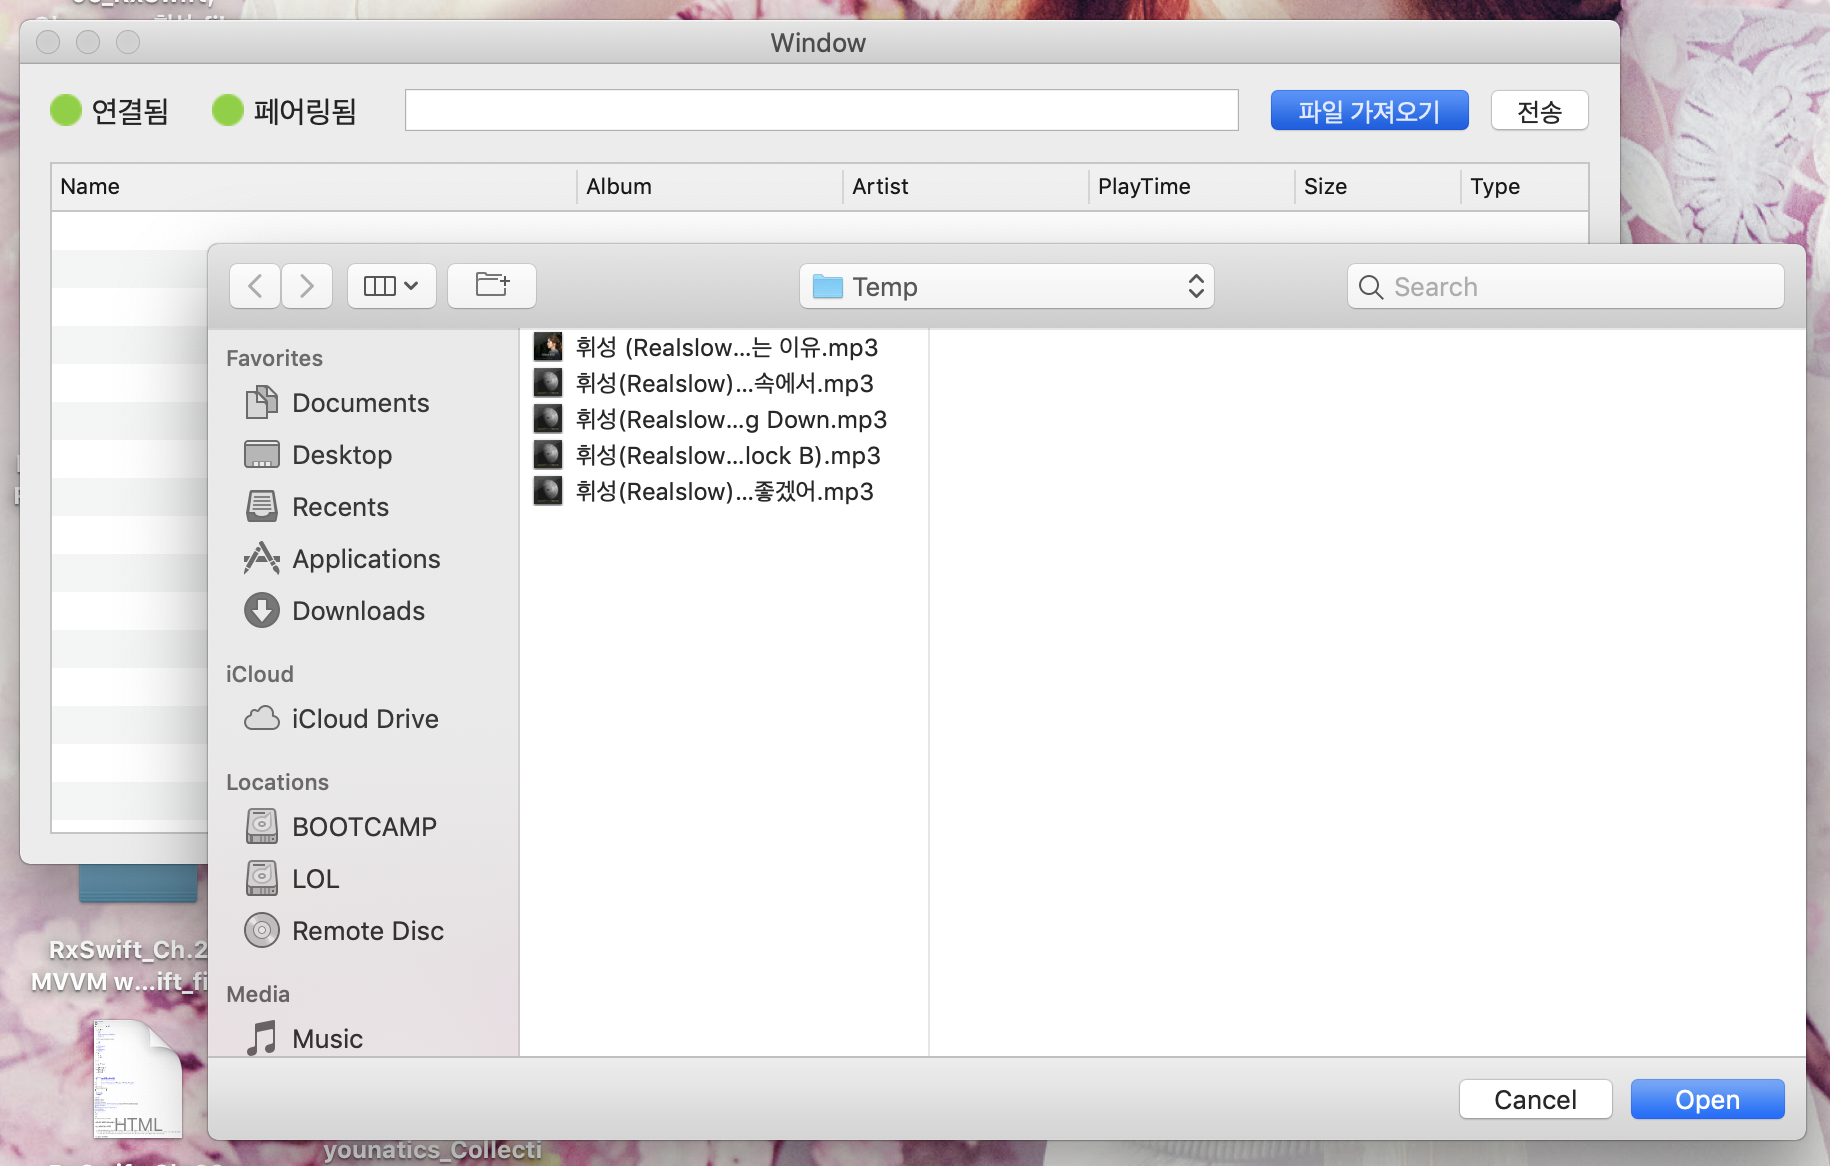 Window
연결됨 페어링됨 파일 가져오기 전송
Name Album Artist PlayTime Size Type
Temp Search
Favorites
Documents
Desktop
Recents
Applications
Downloads
iCloud
iCloud Drive
Locations
BOOTCAMP
LOL
Remote Disc
Media
Music
휘성 (Realslow...는 이유.mp3
휘성(Realslow)...속에서.mp3
휘성(Realslow...g Down.mp3
휘성(Realslow...lock B).mp3
휘성(Realslow)...좋겠어.mp3
Cancel Open
RxSwift_Ch.2
MVVM w...ift_fi
HTML
younatics_Collecti